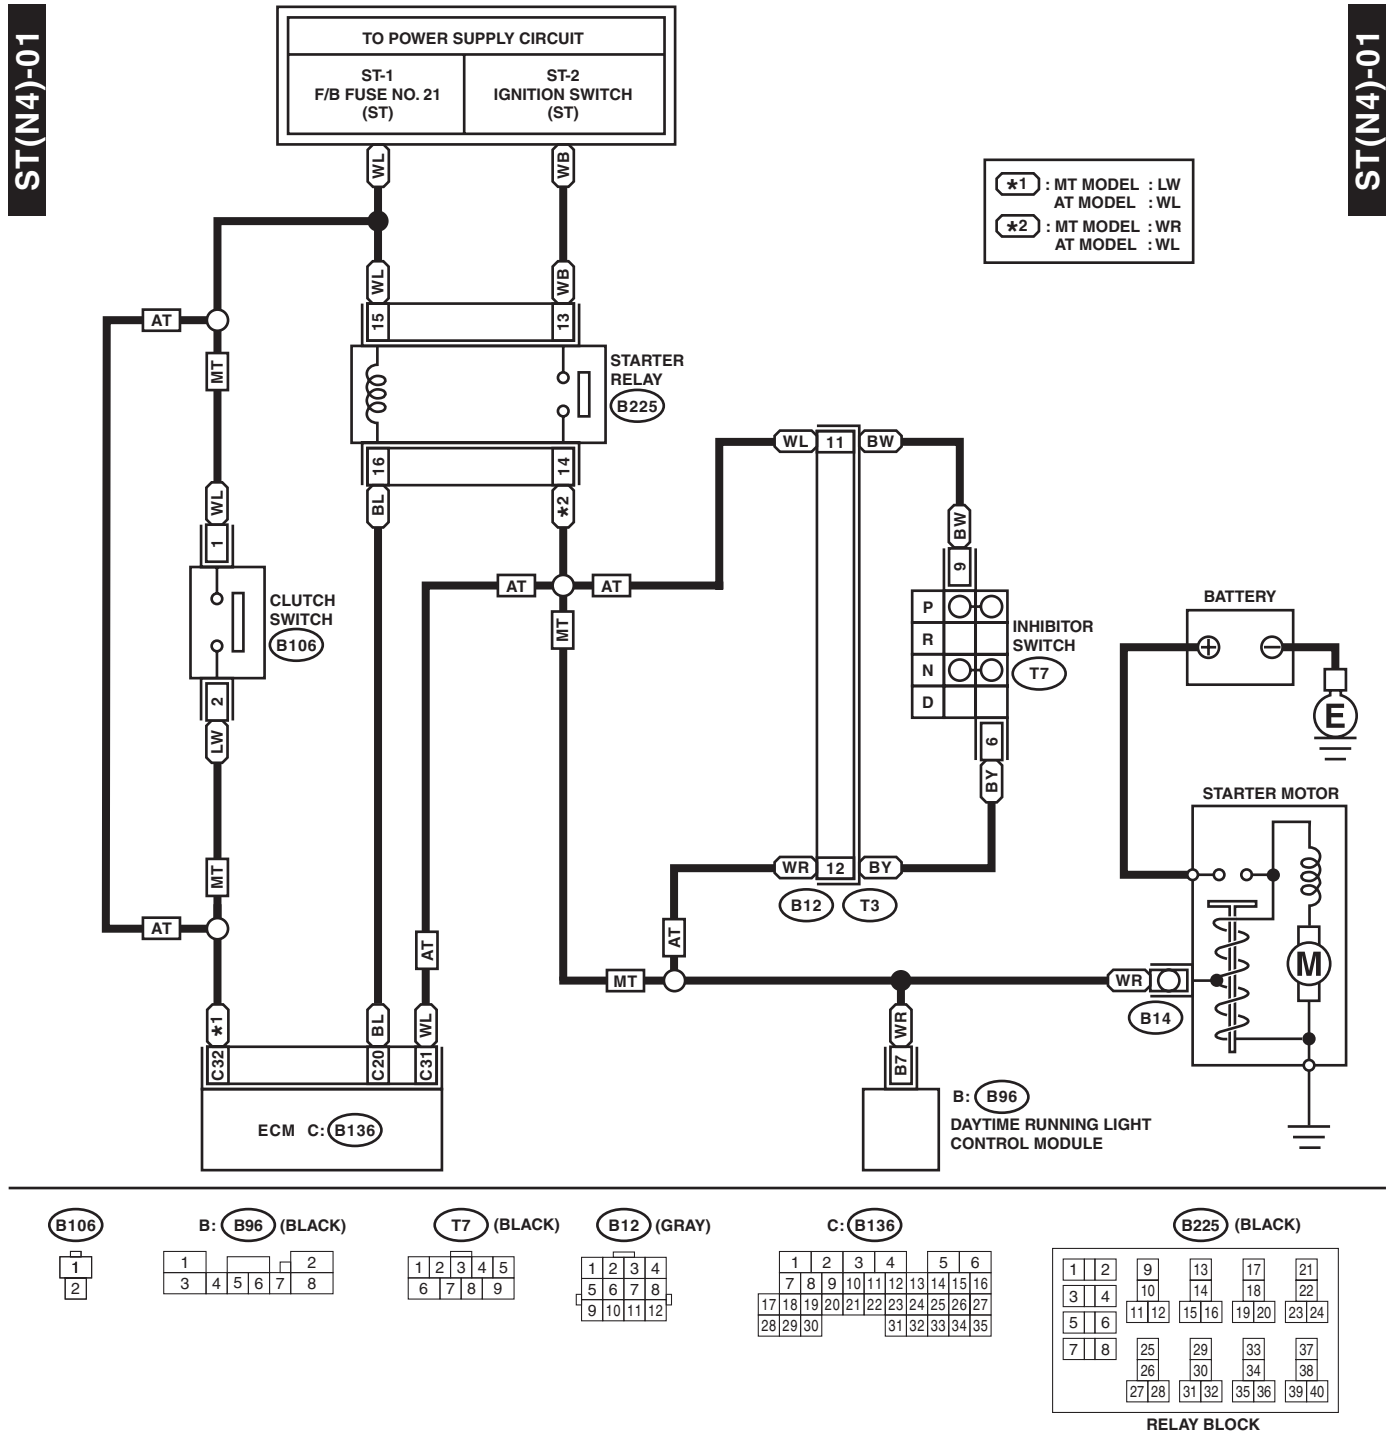 ST(N4)-01
ST(N4)-01
TO POWER SUPPLY CIRCUIT
ST-1
F/B FUSE NO. 21
(ST)
ST-2
IGNITION SWITCH
(ST)
WL
WB
*1 : MT MODEL : LW
AT MODEL : WL
*2 : MT MODEL : WR
AT MODEL : WL
WL
WB
15
13
AT
MT
STARTER
RELAY
B225
16
14
BL
*2
WL
1
CLUTCH
SWITCH
B106
2
LW
MT
AT
AT
AT
MT
WL 11 BW
BW
9
P
R
N
D
INHIBITOR
SWITCH
T7
6
BY
WR 12 BY
B12 T3
AT
AT
MT
BATTERY
+ −
E
STARTER MOTOR
M
WR
B14
WR
B7
B: B96
DAYTIME RUNNING LIGHT
CONTROL MODULE
*1
BL
WL
C32
C20
C31
ECM C: B136
B106
1
2
B: B96 (BLACK)
1 2
3 4 5 6 7 8
T7 (BLACK)
1 2 3 4 5
6 7 8 9
B12 (GRAY)
1 2 3 4
5 6 7 8
9 10 11 12
C: B136
1 2 3 4 5 6
7 8 9 10 11 12 13 14 15 16
17 18 19 20 21 22 23 24 25 26 27
28 29 30 31 32 33 34 35
B225 (BLACK)
1 2 9 13 17 21
3 4 10 14 18 22
11 12 15 16 19 20 23 24
5 6
7 8 25 29 33 37
26 30 34 38
27 28 31 32 35 36 39 40
RELAY BLOCK